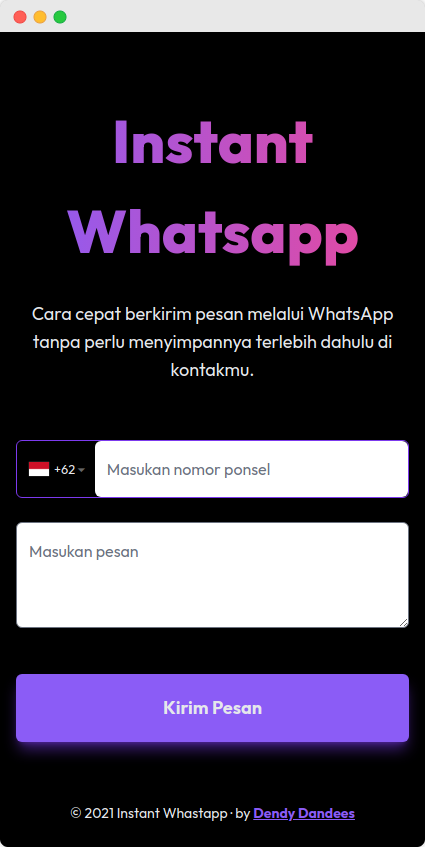 Instant
Whatsapp
Cara cepat berkirim pesan melalui WhatsApp
tanpa perlu menyimpannya terlebih dahulu di
kontakmu.
+62
Masukan nomor ponsel
Masukan pesan
Kirim Pesan
© 2021 Instant Whastapp · by Dendy Dandees